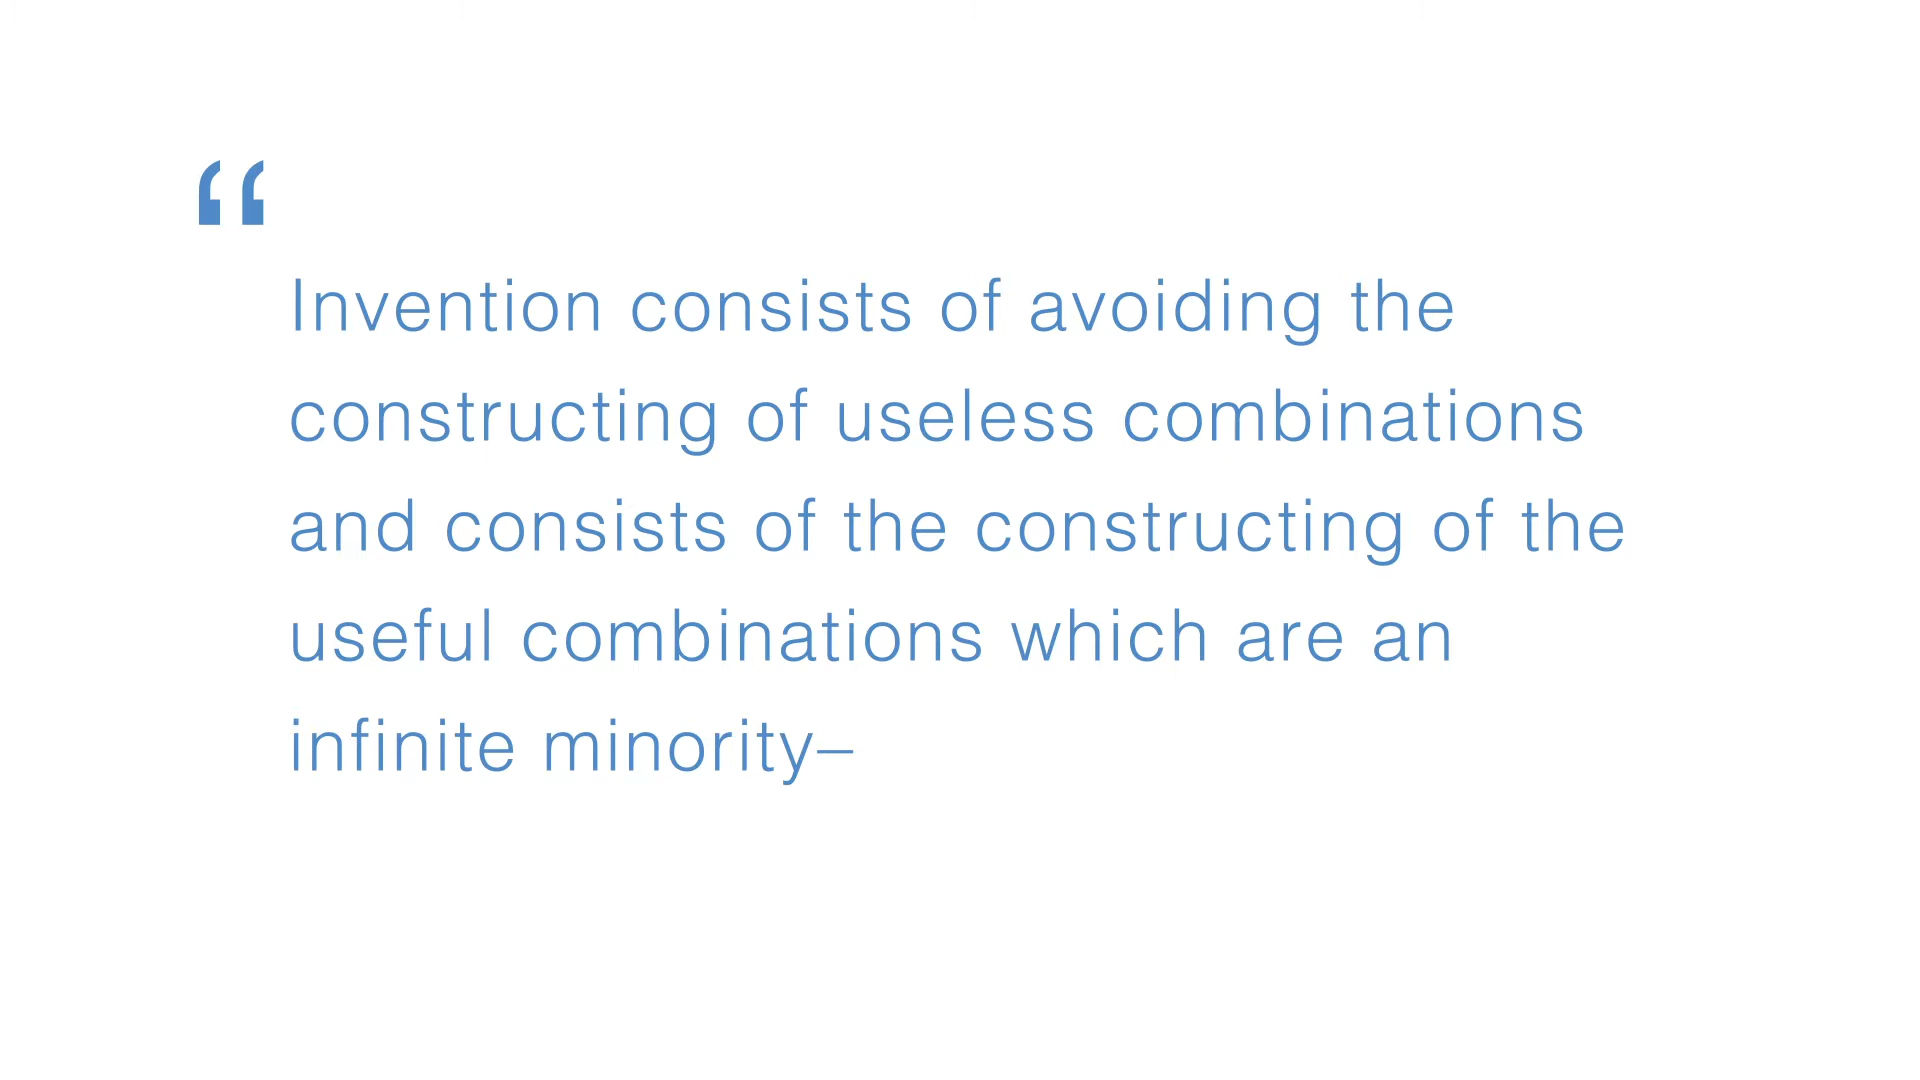 “
Invention consists of avoiding the
constructing of useless combinations
and consists of the constructing of the
useful combinations which are an
infinite minority–